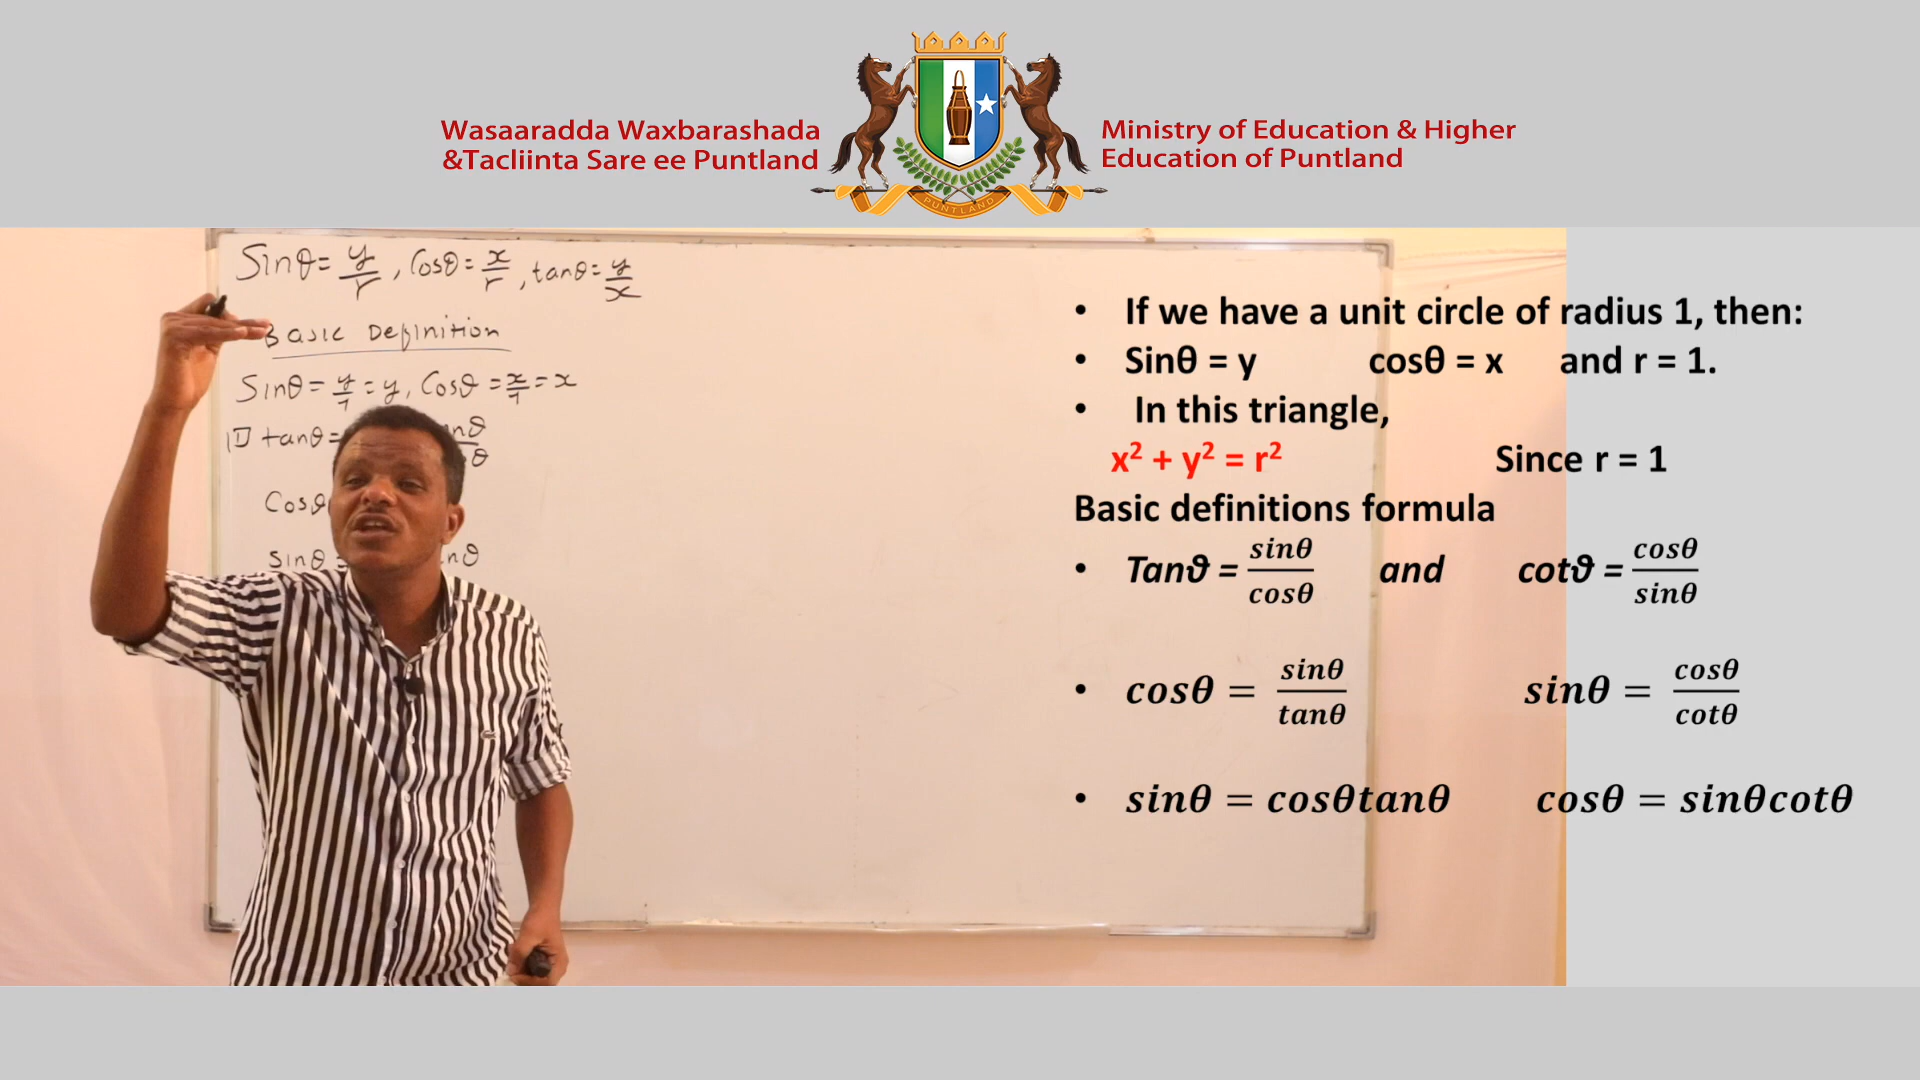 Wasaaradda Waxbarashada
&Tacliinta Sare ee Puntland
PUNTLAND
Ministry of Education & Higher
Education of Puntland
Sinθ = y/r , Cosθ = x/r , tanθ = y/x
Basic Definition
Sinθ = y/1 = y, Cosθ = x/1 = x
tanθ =
Cosθ
Sinθ
• If we have a unit circle of radius 1, then:
• Sinθ = y cosθ = x and r = 1.
• In this triangle,
x² + y² = r² Since r = 1
Basic definitions formula
• Tanϑ = sinθ/cosθ and cotϑ = cosθ/sinθ
• cosθ = sinθ/tanθ sinθ = cosθ/cotθ
• sinθ = cosθtanθ cosθ = sinθcotθ